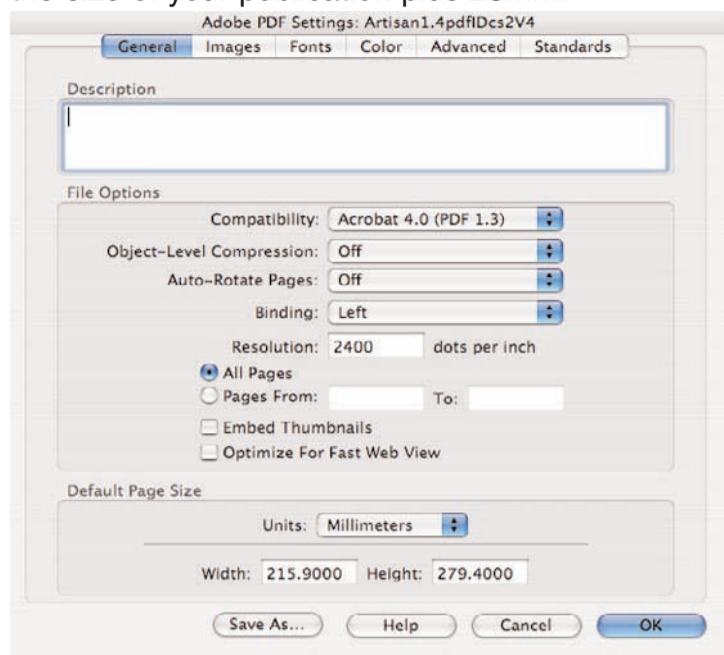 Adobe PDF Settings: Artisan1.4pdfIDcs2V4
General Images Fonts Color Advanced Standards
Description
File Options
Compatibility: Acrobat 4.0 (PDF 1.3)
Object-Level Compression: Off
Auto-Rotate Pages: Off
Binding: Left
Resolution: 2400 dots per inch
All Pages
Pages From: To:
Embed Thumbnails
Optimize For Fast Web View
Default Page Size
Units: Millimeters
Width: 215.9000 Height: 279.4000
Save As... Help Cancel OK